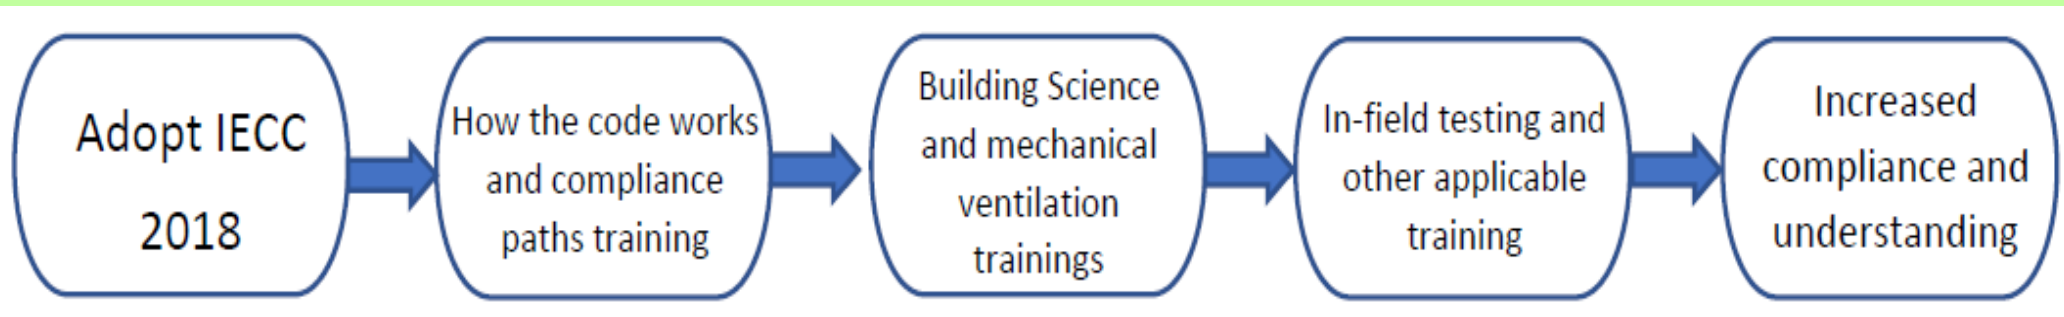 Adopt IECC
2018
How the code works
and compliance
paths training
Building Science
and mechanical
ventilation
trainings
In-field testing and
other applicable
training
Increased
compliance and
understanding